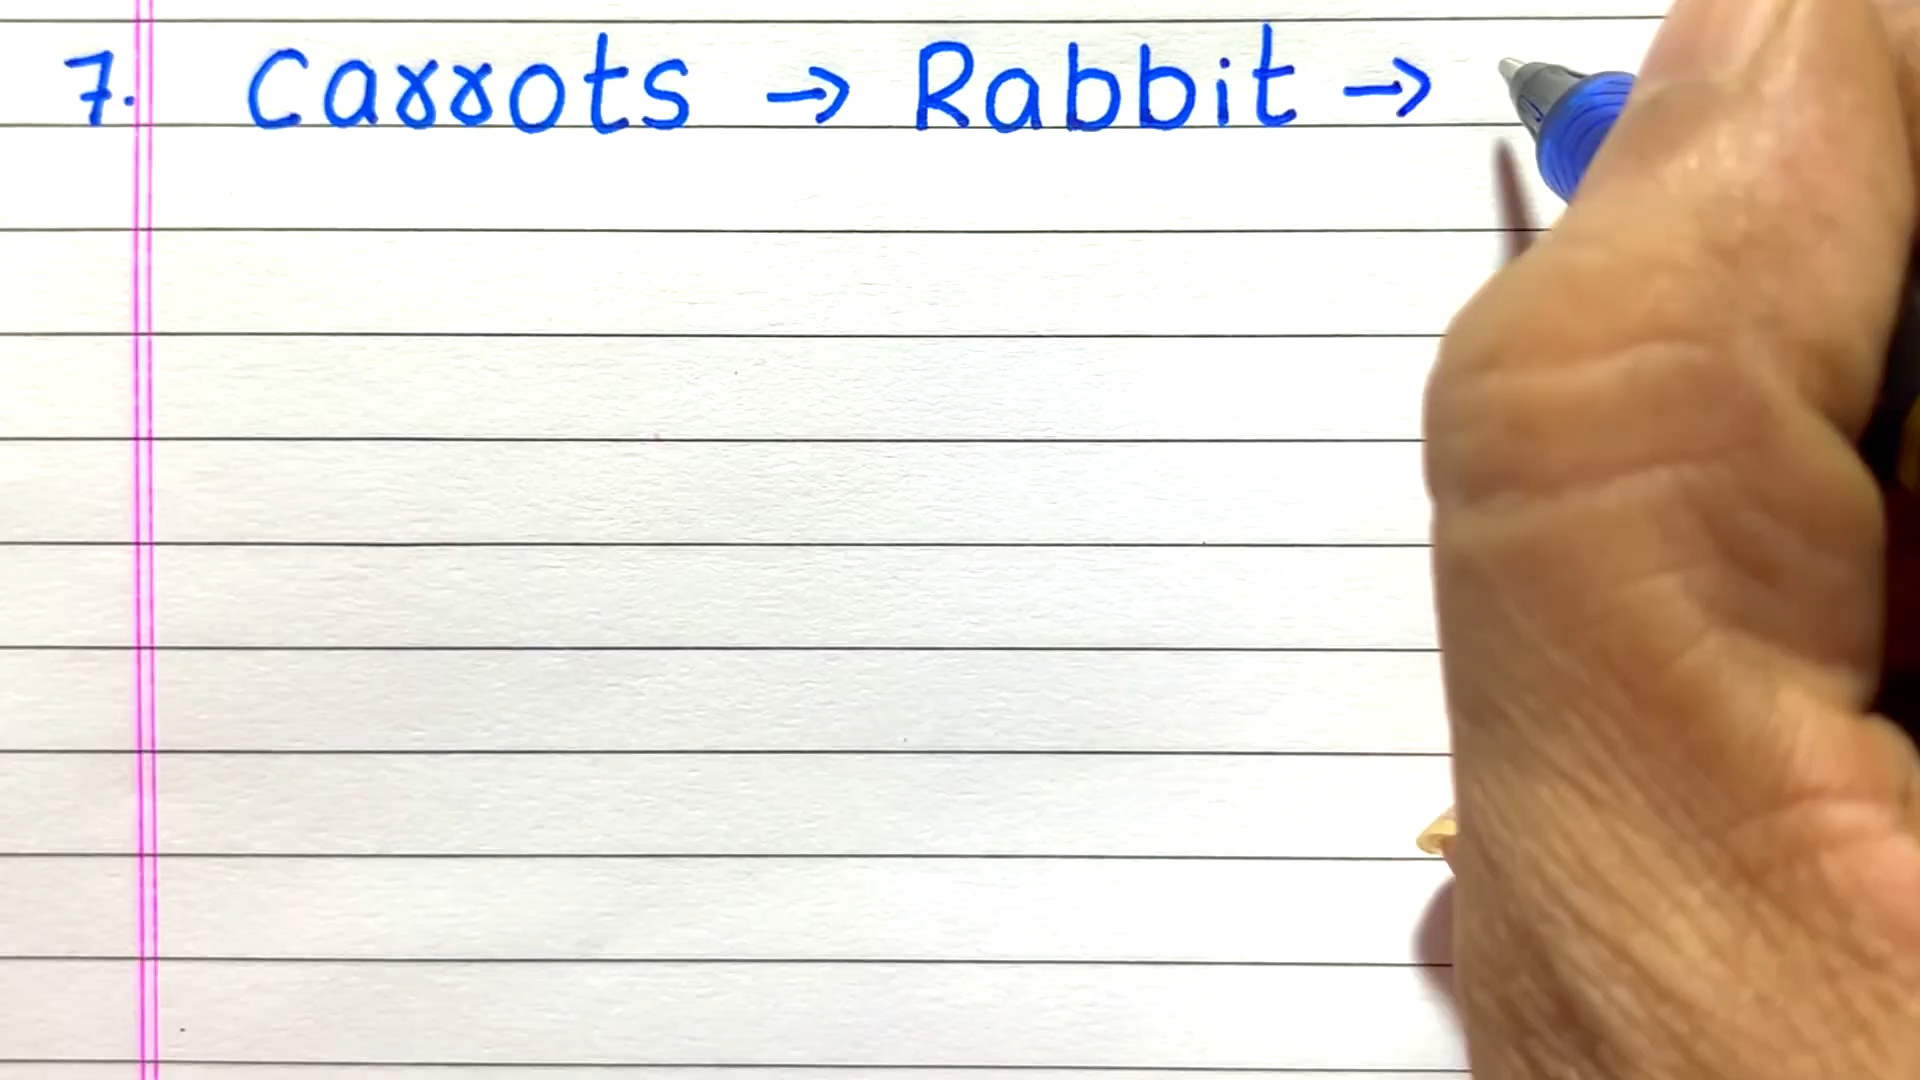 7. Carrots → Rabbit →